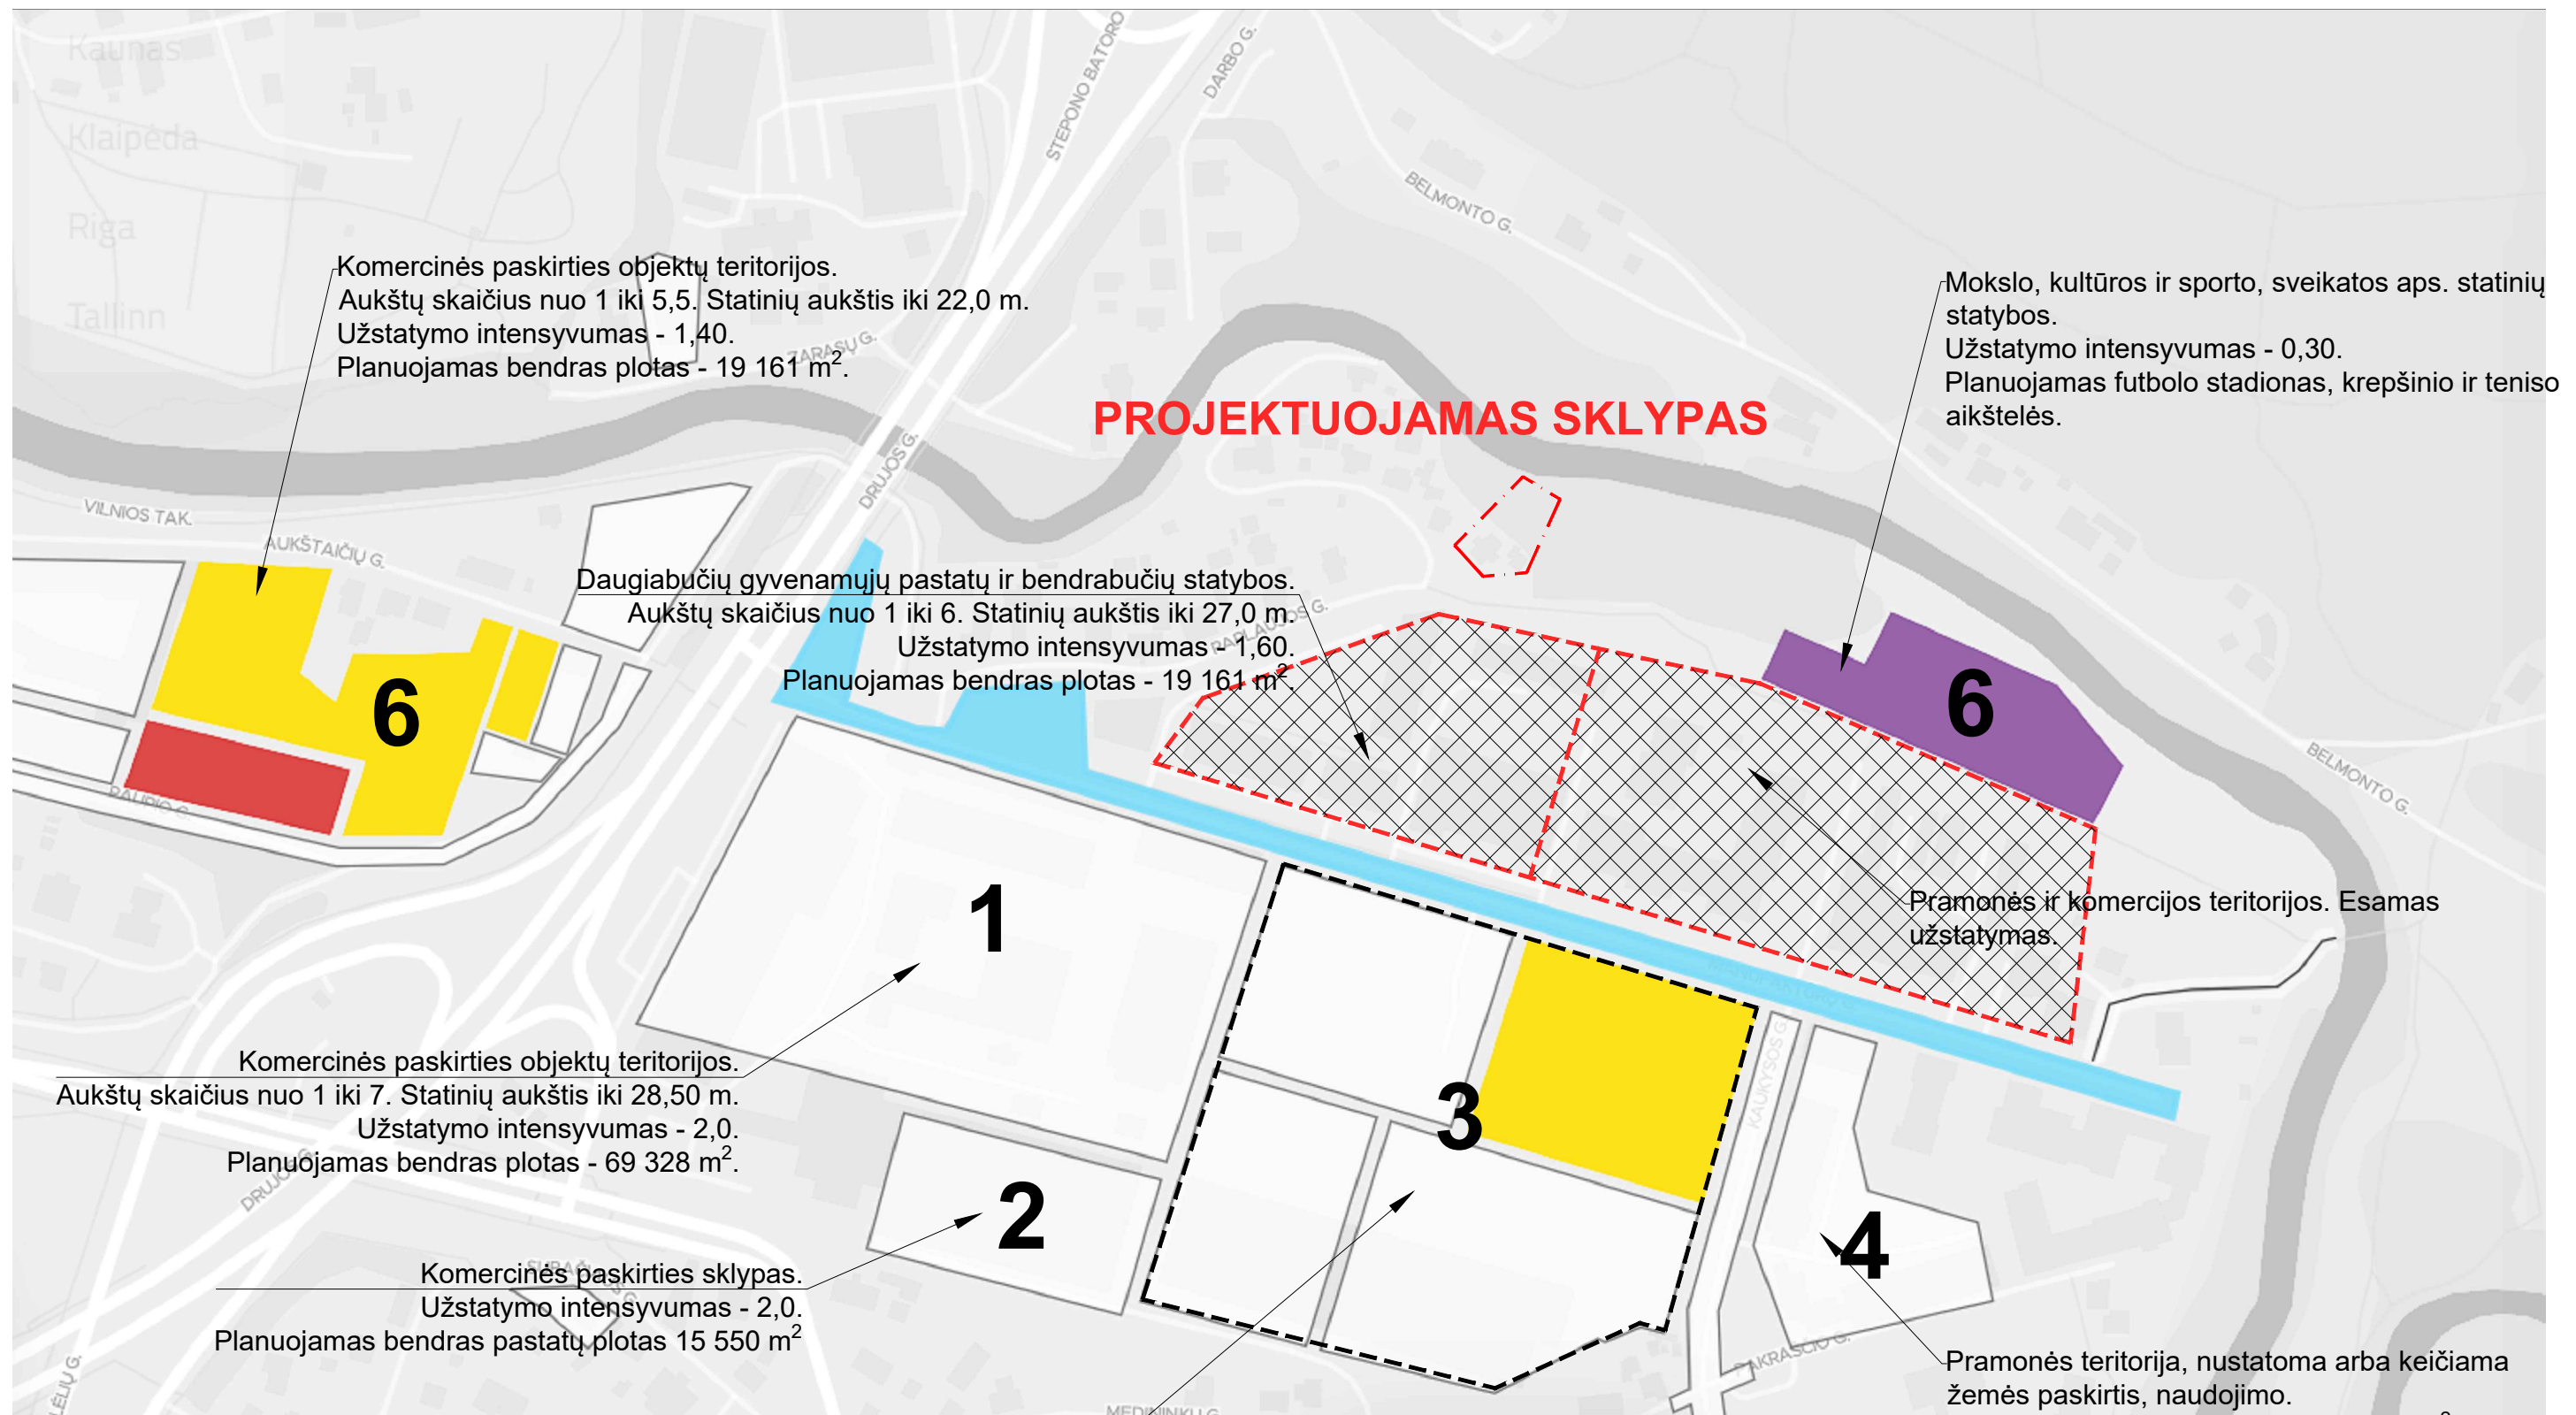 Kaunas
Klaipėda
Riga
Tallinn
STEPONO BATORO
DARBO G.
BELMONTO G.
ZARASŲ G.
DRUJOS G.
VILNIOS TAK.
AUKŠTAIČIŲ G.
Komercinės paskirties objektų teritorijos.
Aukštų skaičius nuo 1 iki 5,5. Statinių aukštis iki 22,0 m.
Užstatymo intensyvumas - 1,40.
Planuojamas bendras plotas - 19 161 m².
Mokslo, kultūros ir sporto, sveikatos aps. statinių
statybos.
Užstatymo intensyvumas - 0,30.
Planuojamas futbolo stadionas, krepšinio ir teniso
aikštelės.
PROJEKTUOJAMAS SKLYPAS
Daugiabučių gyvenamųjų pastatų ir bendrabučių statybos.
Aukštų skaičius nuo 1 iki 6. Statinių aukštis iki 27,0 m.
Užstatymo intensyvumas - 1,60.
Planuojamas bendras plotas - 19 161 m².
PAPLAUJOS G.
6
6
BELMONTO G.
PAUPIO G.
1
Pramonės ir komercijos teritorijos. Esamas
užstatymas.
3
KAUKYSOS G.
Komercinės paskirties objektų teritorijos.
Aukštų skaičius nuo 1 iki 7. Statinių aukštis iki 28,50 m.
Užstatymo intensyvumas - 2,0.
Planuojamas bendras plotas - 69 328 m².
DRUJOS G.
2
4
Komercinės paskirties sklypas.
Užstatymo intensyvumas - 2,0.
Planuojamas bendras pastatų plotas 15 550 m²
PAKRAŠČIO G.
Pramonės teritorija, nustatoma arba keičiama
žemės paskirtis, naudojimo.
MEDININKŲ G.